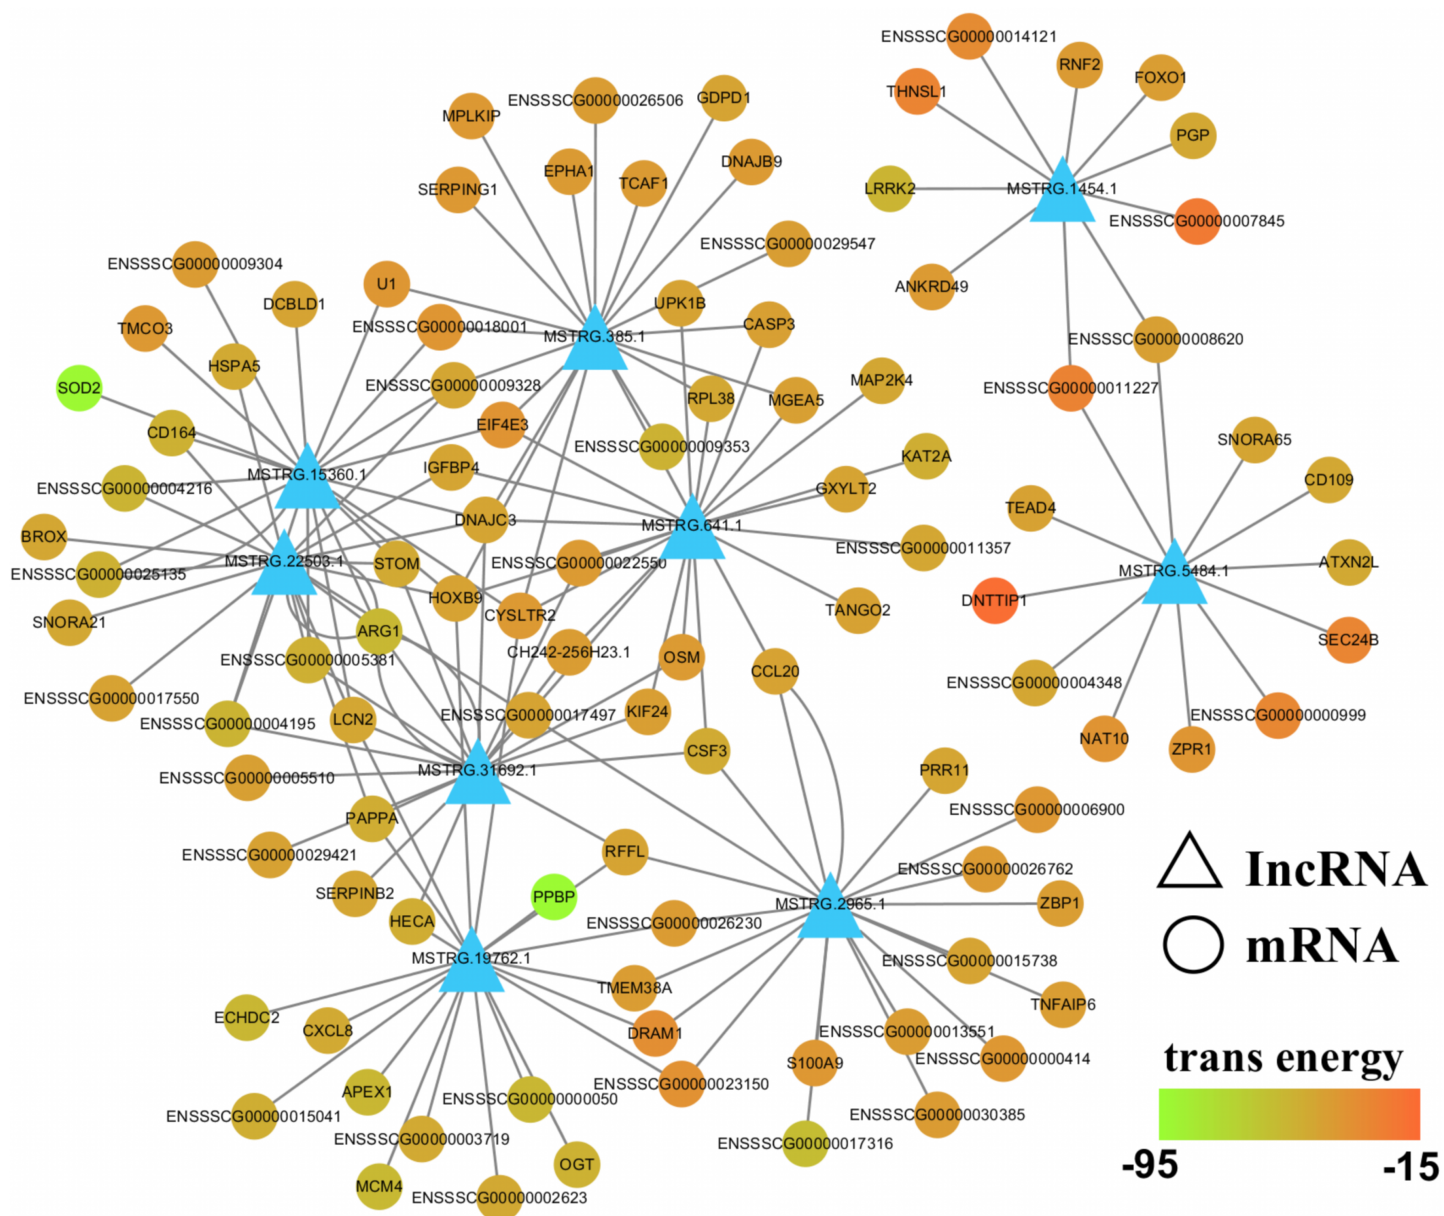 ENSSSCG00000014121
RNF2
FOXO1
THNSL1
GDPD1
ENSSSCG00000026506
MPLKIP
PGP
DNAJB9
EPHA1
TCAF1
SERPING1
LRRK2
MSTRG.1454.1
ENSSSCG00000007845
ENSSSCG00000029547
ENSSSCG00000009304
U1
ANKRD49
DCBLD1
UPK1B
TMCO3
ENSSSCG00000018001
CASP3
MSTRG.385.1
ENSSSCG00000008620
HSPA5
SOD2
ENSSSCG00000009328
MAP2K4
ENSSSCG00000011227
RPL38
MGEA5
EIF4E3
CD164
ENSSSCG00000009353
SNORA65
KAT2A
IGFBP4
MSTRG.15360.1
CD109
ENSSSCG00000004216
GXYLT2
TEAD4
DNAJC3
MSTRG.641.1
BROX
ENSSSCG00000011357
MSTRG.22503.1
STOM
ENSSSCG00000022550
ATXN2L
MSTRG.5484.1
ENSSSCG00000025135
HOXB9
DNTTIP1
TANGO2
CYSLTR2
SNORA21
ARG1
SEC24B
CH242-256H23.1
OSM
ENSSSCG00000005381
CCL20
ENSSSCG00000004348
ENSSSCG00000017550
KIF24
ENSSSCG00000017497
ENSSSCG00000000999
LCN2
ENSSSCG00000004195
NAT10
ZPR1
CSF3
MSTRG.31692.1
PRR11
ENSSSCG00000005510
ENSSSCG00000006900
PAPPA
RFFL
ENSSSCG00000029421
ENSSSCG00000026762
lncRNA
SERPINB2
PPBP
ZBP1
MSTRG.2965.1
HECA
ENSSSCG00000026230
mRNA
MSTRG.19762.1
ENSSSCG00000015738
TMEM38A
TNFAIP6
ECHDC2
CXCL8
DRAM1
ENSSSCG00000013551
ENSSSCG00000000414
trans energy
S100A9
ENSSSCG00000023150
APEX1
ENSSSCG00000000050
ENSSSCG00000015041
ENSSSCG00000030385
ENSSSCG00000003719
ENSSSCG00000017316
OGT
-95
-15
MCM4
ENSSSCG00000002623